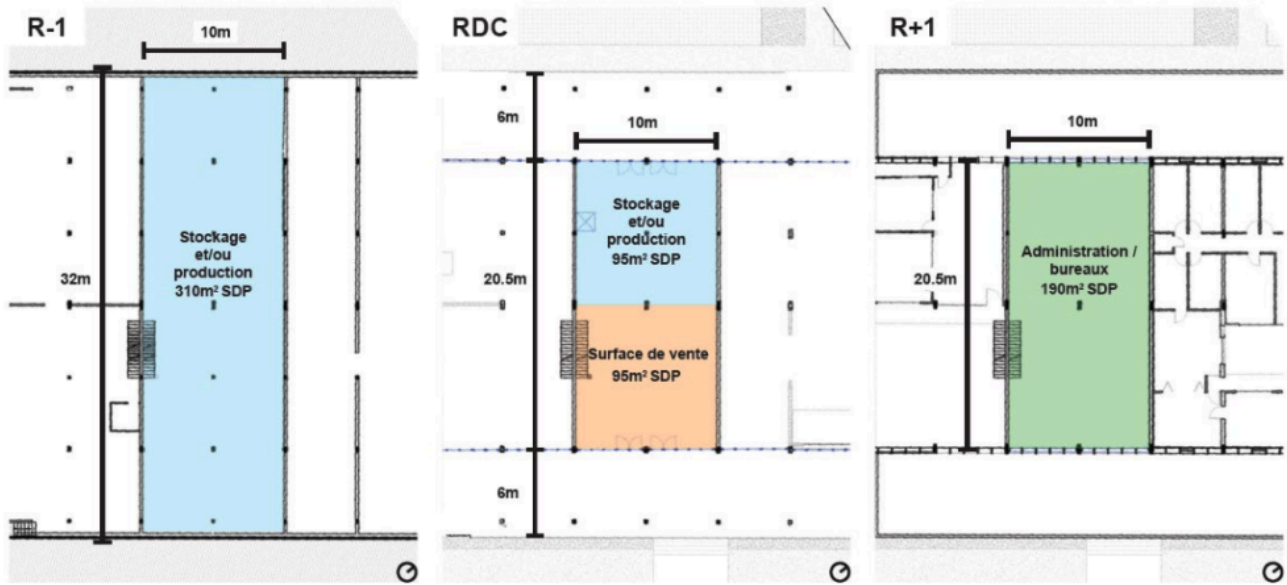 R-1
10m
32m
Stockage
et/ou
production
310m² SDP
RDC
6m
10m
Stockage
et/ou
production
95m² SDP
20.5m
Surface de vente
95m² SDP
6m
R+1
10m
Administration /
bureaux
190m² SDP
20.5m